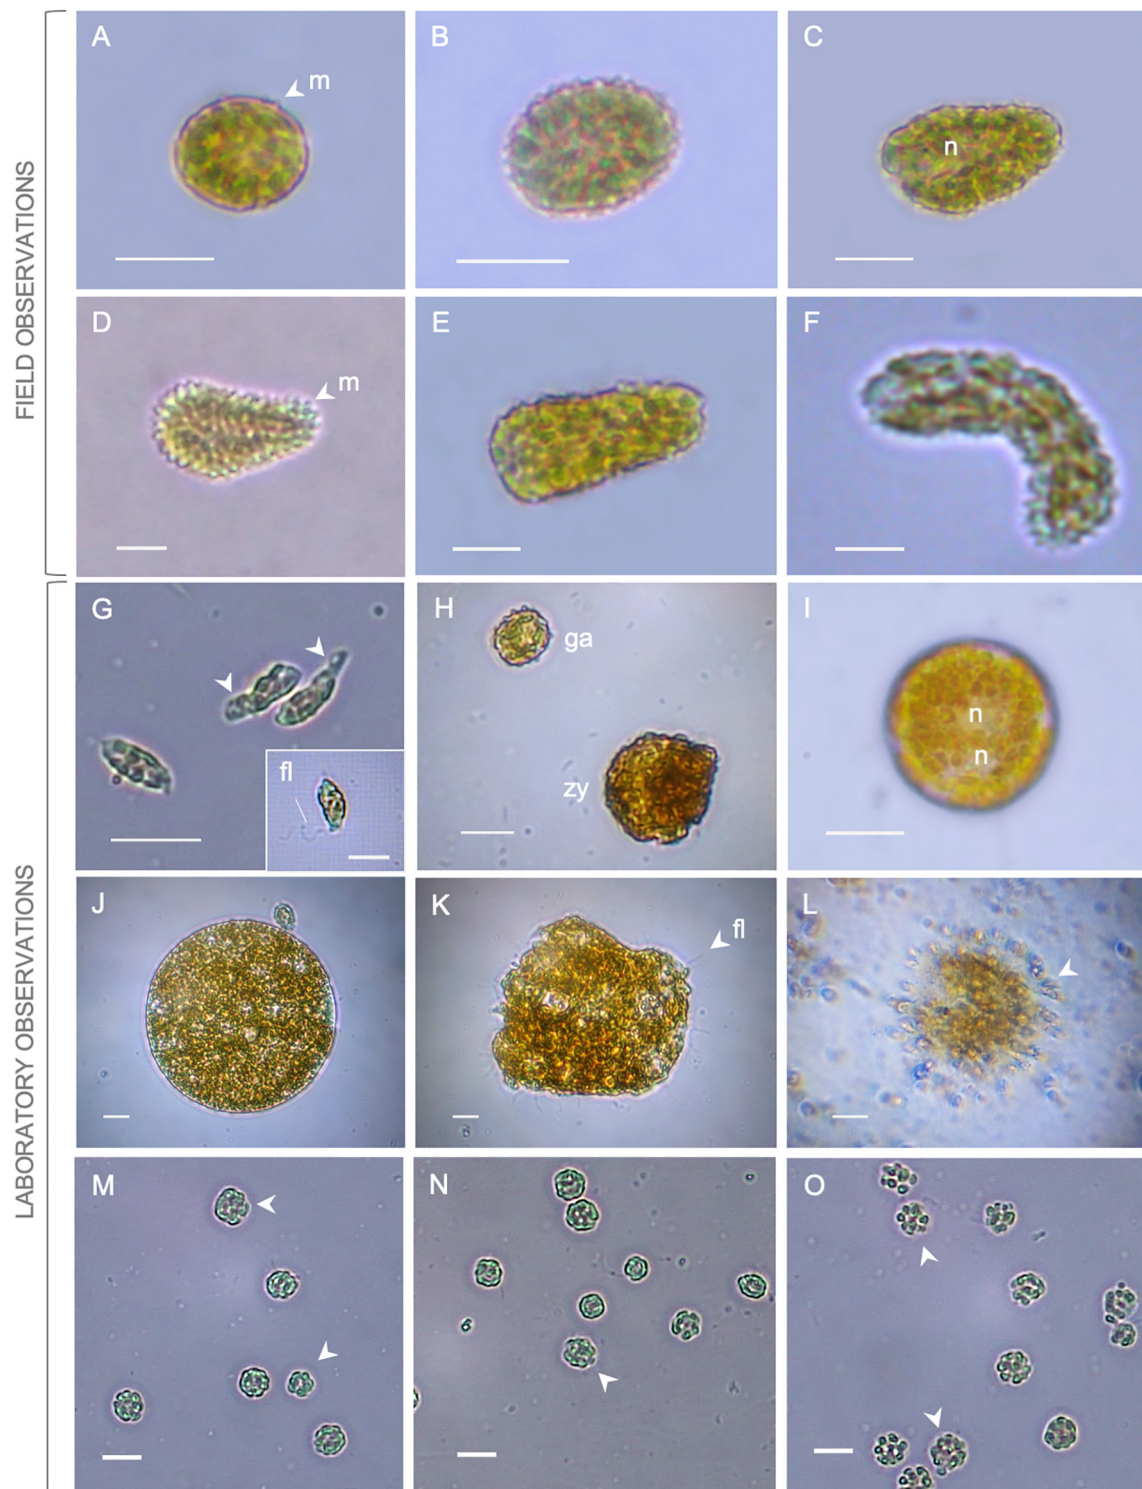 FIELD OBSERVATIONS
A
m
B
C
n
D
m
E
F
LABORATORY OBSERVATIONS
G
fl
H
ga
zy
I
n
n
J
K
fl
L
M
N
O